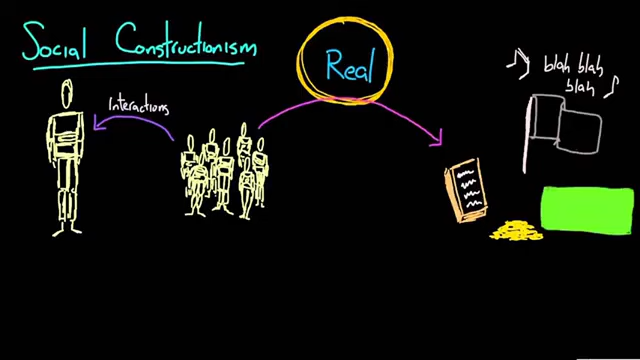 Social Constructionism
Real
Interactions
blah blah
blah